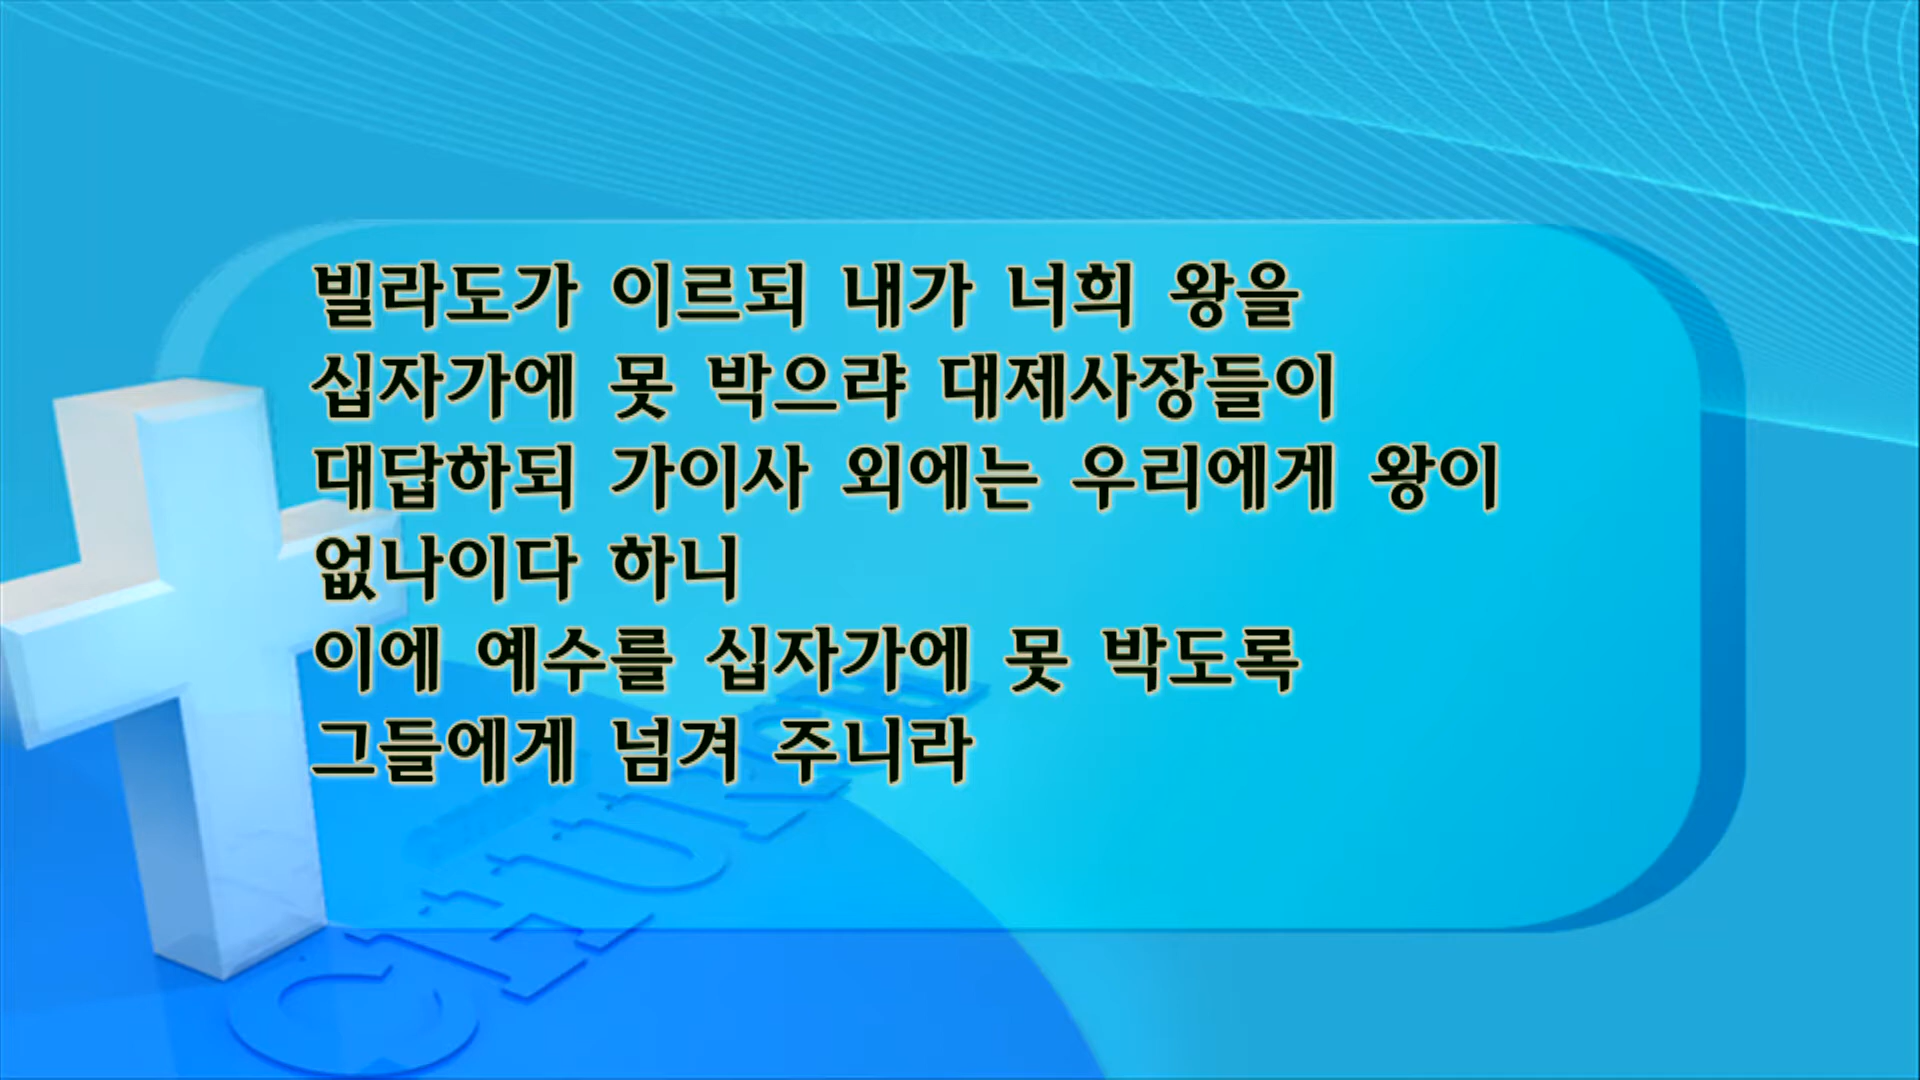 빌라도가 이르되 내가 너희 왕을
십자가에 못 박으랴 대제사장들이
대답하되 가이사 외에는 우리에게 왕이
없나이다 하니
이에 예수를 십자가에 못 박도록
그들에게 넘겨 주니라
CHURCH